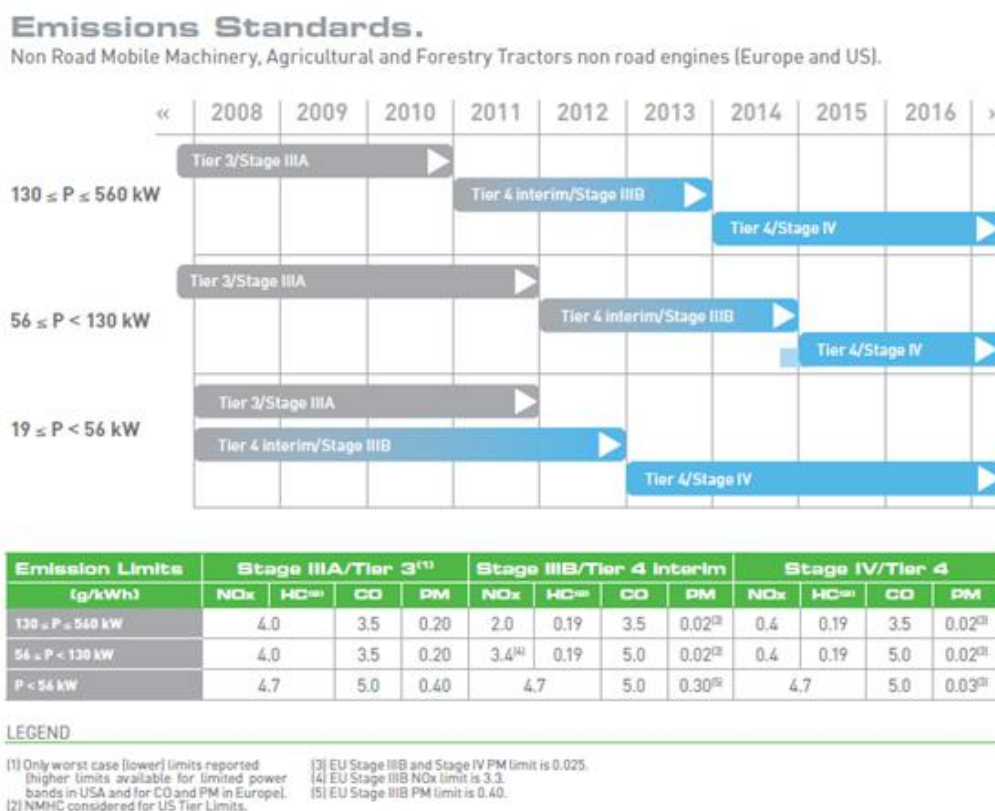 Emissions Standards.
Non Road Mobile Machinery, Agricultural and Forestry Tractors non road engines (Europe and US).
« 2008 2009 2010 2011 2012 2013 2014 2015 2016 »
130 ≤ P ≤ 560 kW
Tier 3/Stage IIIA
Tier 4 interim/Stage IIIB
Tier 4/Stage IV
56 ≤ P < 130 kW
Tier 3/Stage IIIA
Tier 4 interim/Stage IIIB
Tier 4/Stage IV
19 ≤ P < 56 kW
Tier 3/Stage IIIA
Tier 4 interim/Stage IIIB
Tier 4/Stage IV
Emission Limits Stage IIIA/Tier 3(1) Stage IIIB/Tier 4 Interim Stage IV/Tier 4
(g/kWh) NOx HC(2) CO PM NOx HC(2) CO PM NOx HC(2) CO PM
130 ≤ P ≤ 560 kW 4.0 3.5 0.20 2.0 0.19 3.5 0.02(3) 0.4 0.19 3.5 0.02(3)
56 ≤ P < 130 kW 4.0 3.5 0.20 3.4(4) 0.19 5.0 0.02(3) 0.4 0.19 5.0 0.02(3)
P < 56 kW 4.7 5.0 0.40 4.7 5.0 0.30(5) 4.7 5.0 0.03(3)
LEGEND
(1) Only worst case (lower) limits reported
(higher limits available for limited power
bands in USA and for CO and PM in Europe).
(2) NMHC considered for US Tier Limits.
(3) EU Stage IIIB and Stage IV PM limit is 0.025.
(4) EU Stage IIIB NOx limit is 3.3.
(5) EU Stage IIIB PM limit is 0.40.